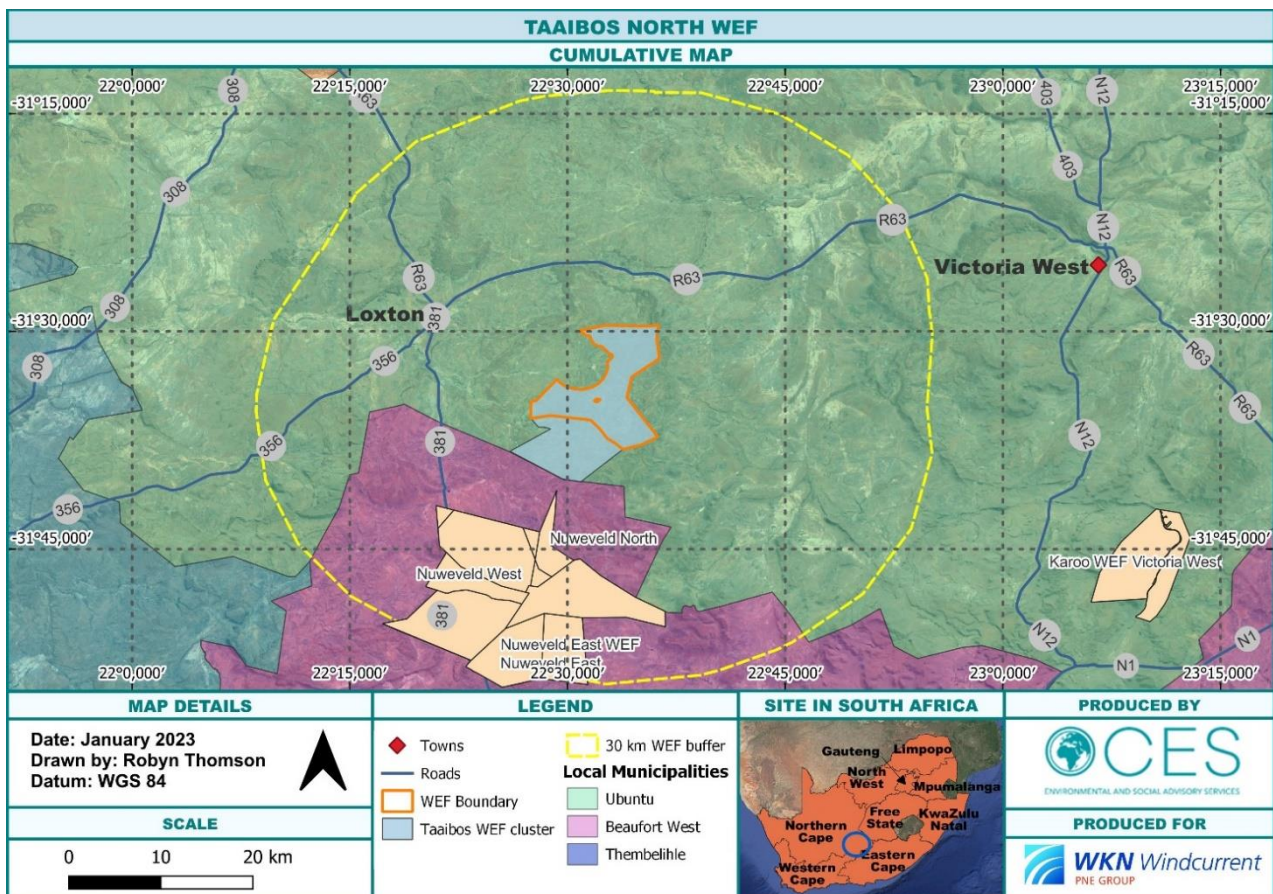 TAAIBOS NORTH WEF
CUMULATIVE MAP
22°0,000′
22°15,000′
22°30,000′
22°45,000′
23°0,000′
23°15,000′
-31°15,000′
-31°15,000′
308
R63
403
N12
308
403
R63
N12
Victoria West
R63
R63
R63
308
Loxton
381
-31°30,000′
-31°30,000′
308
356
R63
R63
356
381
N12
356
-31°45,000′
-31°45,000′
Nuweveld North
Karoo WEF Victoria West
Nuweveld West
381
Nuweveld East WEF
Nuweveld East
N12
N1
N1
22°0,000′
22°15,000′
22°30,000′
22°45,000′
23°0,000′
23°15,000′
MAP DETAILS
Date: January 2023
Drawn by: Robyn Thomson
Datum: WGS 84
SCALE
0 10 20 km
LEGEND
Towns
Roads
WEF Boundary
Taaibos WEF cluster
30 km WEF buffer
Local Municipalities
Ubuntu
Beaufort West
Thembelihle
SITE IN SOUTH AFRICA
Limpopo
Gauteng
North West
Mpumalanga
Free State
KwaZulu Natal
Northern Cape
Eastern Cape
Western Cape
PRODUCED BY
CES
ENVIRONMENTAL AND SOCIAL ADVISORY SERVICES
PRODUCED FOR
WKN Windcurrent
PNE GROUP